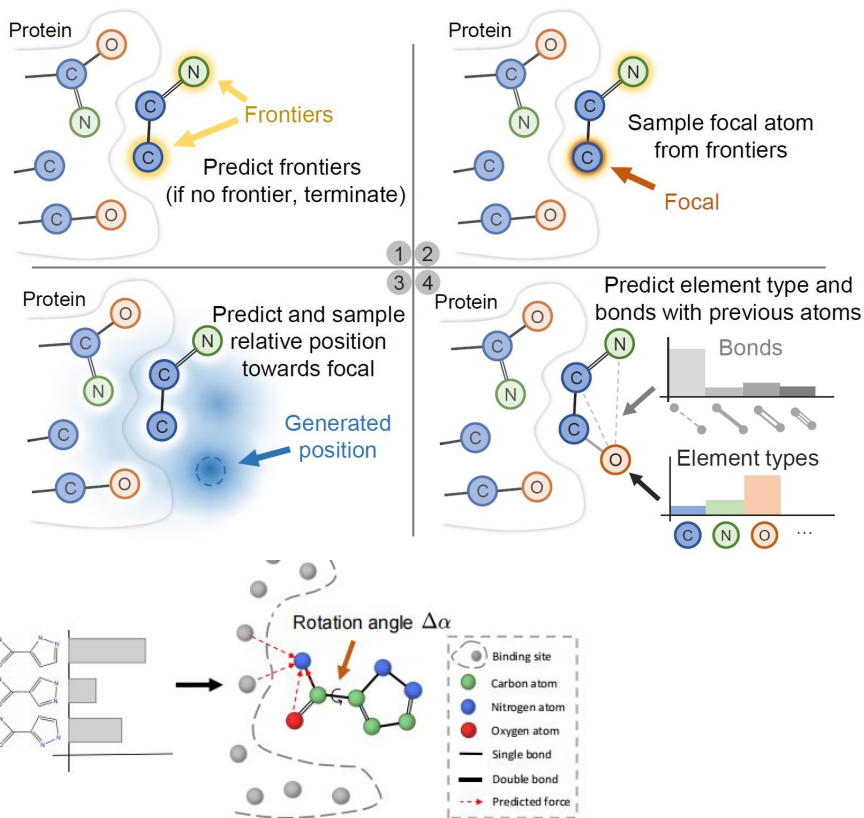 Protein
O
C
N
N
C
C
C
C
O
Frontiers
Predict frontiers
(if no frontier, terminate)
1
Protein
O
C
N
N
C
C
C
C
O
Sample focal atom
from frontiers
Focal
2
3
Protein
O
C
N
N
C
C
C
C
O
Predict and sample
relative position
towards focal
Generated
position
4
Predict element type and
bonds with previous atoms
Protein
O
C
N
N
C
C
C
C
O
O
Bonds
Element types
C
N
O
...
Rotation angle Δα
N
N
N
N
N
N
O
Binding site
Carbon atom
Nitrogen atom
Oxygen atom
Single bond
Double bond
Predicted force